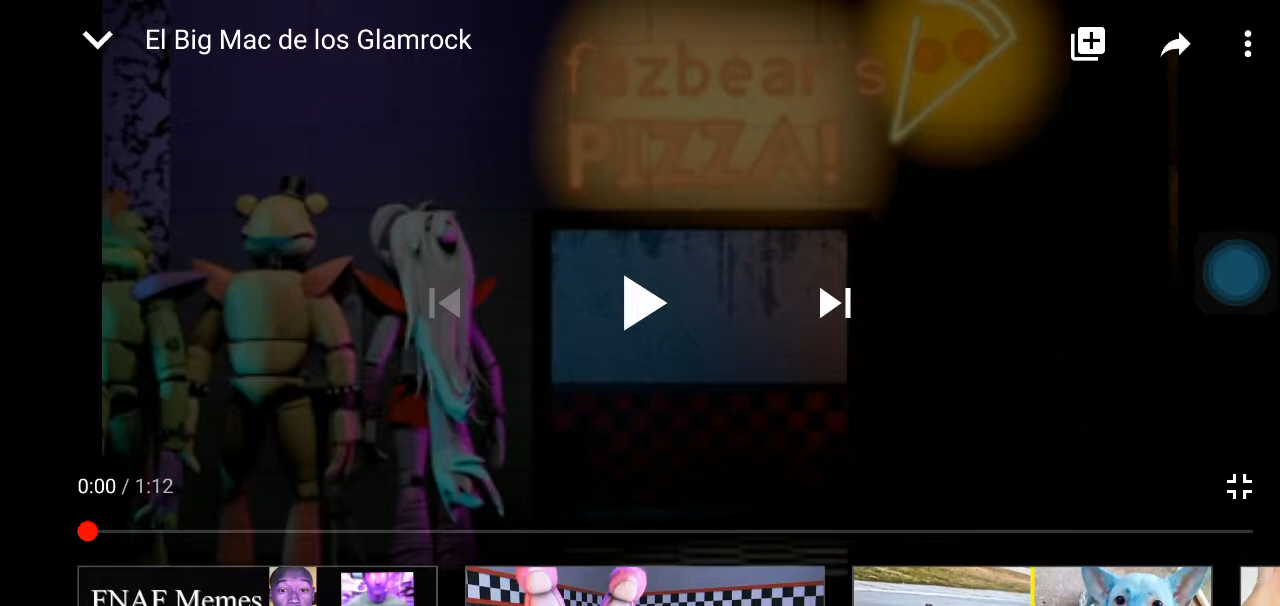 El Big Mac de los Glamrock
fazbear's
PIZZA!
0:00 / 1:12
FNAF Memes